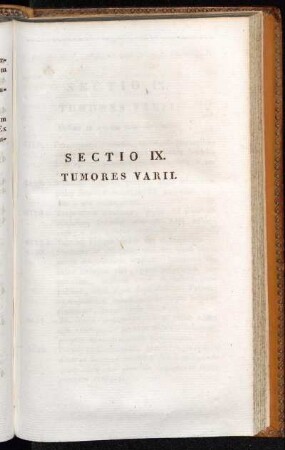 SECTIO IX.
TUMORES VARII.